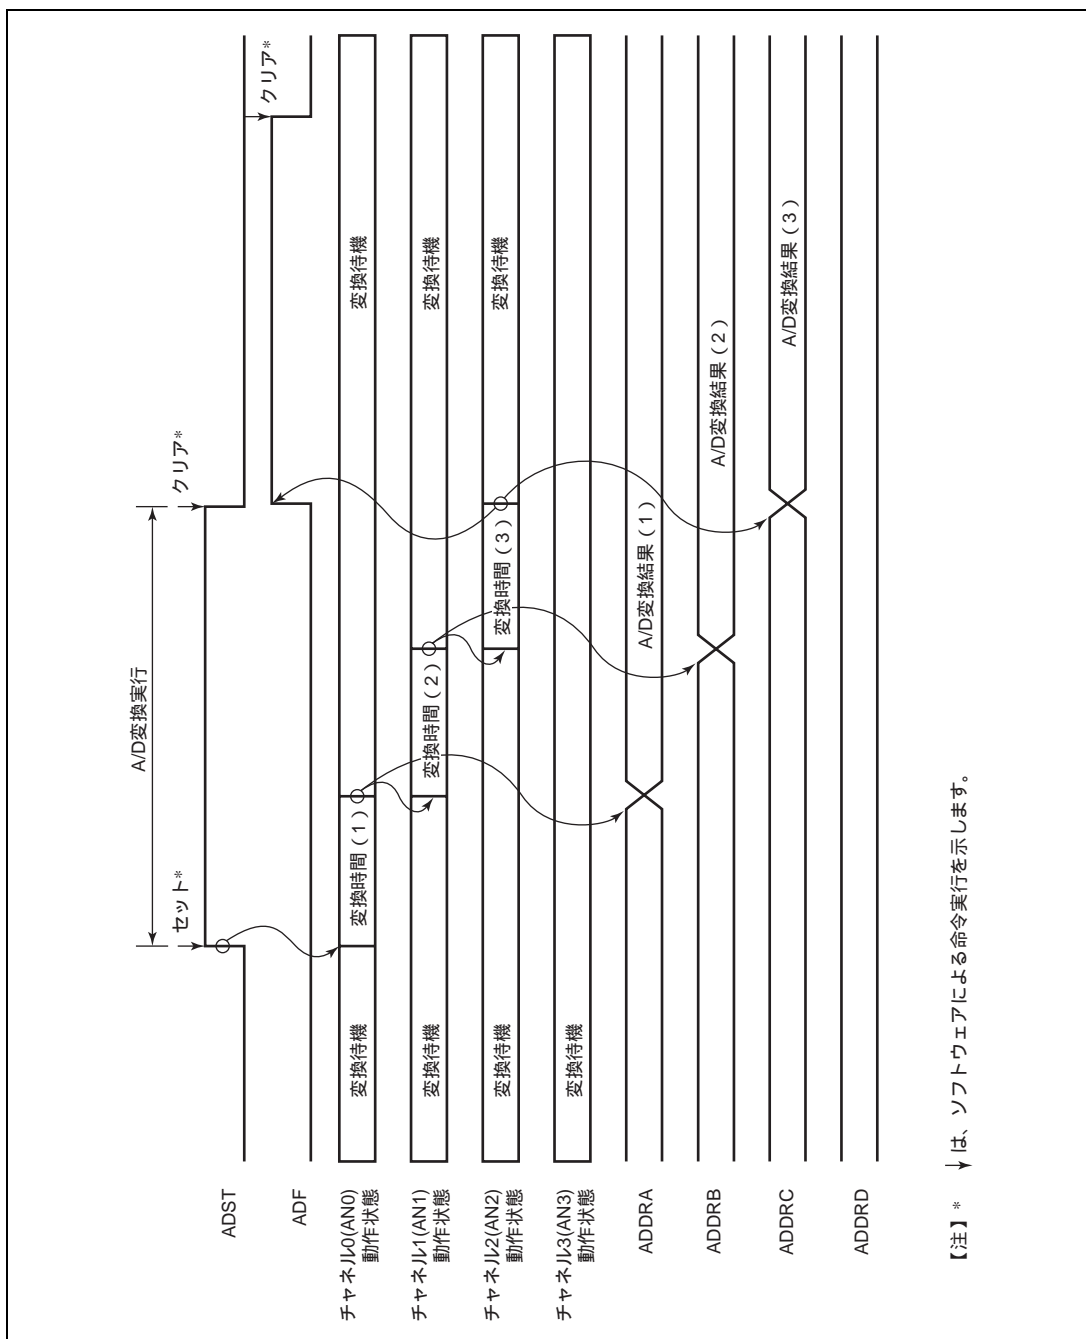 A/D変換実行
セット*
クリア*
クリア*
ADST
ADF
チャネル0(AN0)
動作状態
変換待機
変換時間(1)
変換待機
チャネル1(AN1)
動作状態
変換待機
変換時間(2)
変換待機
チャネル2(AN2)
動作状態
変換待機
変換時間(3)
変換待機
チャネル3(AN3)
動作状態
変換待機
ADDRA
A/D変換結果(1)
ADDRB
A/D変換結果(2)
ADDRC
A/D変換結果(3)
ADDRD
【注】* ↓は、ソフトウェアによる命令実行を示します。